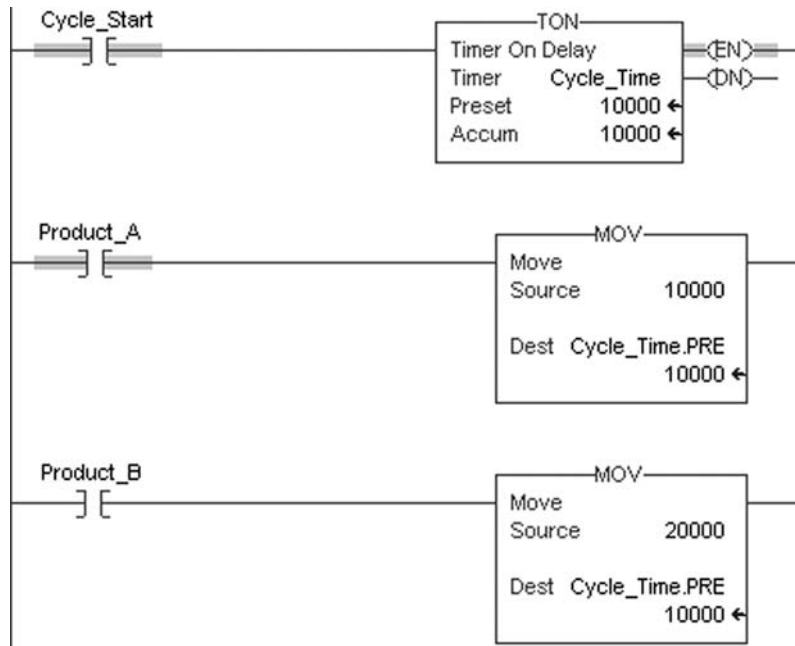 Cycle_Start
TON
Timer On Delay
EN
Timer Cycle_Time
DN
Preset 10000
Accum 10000
Product_A
MOV
Move
Source 10000
Dest Cycle_Time.PRE
10000
Product_B
MOV
Move
Source 20000
Dest Cycle_Time.PRE
10000